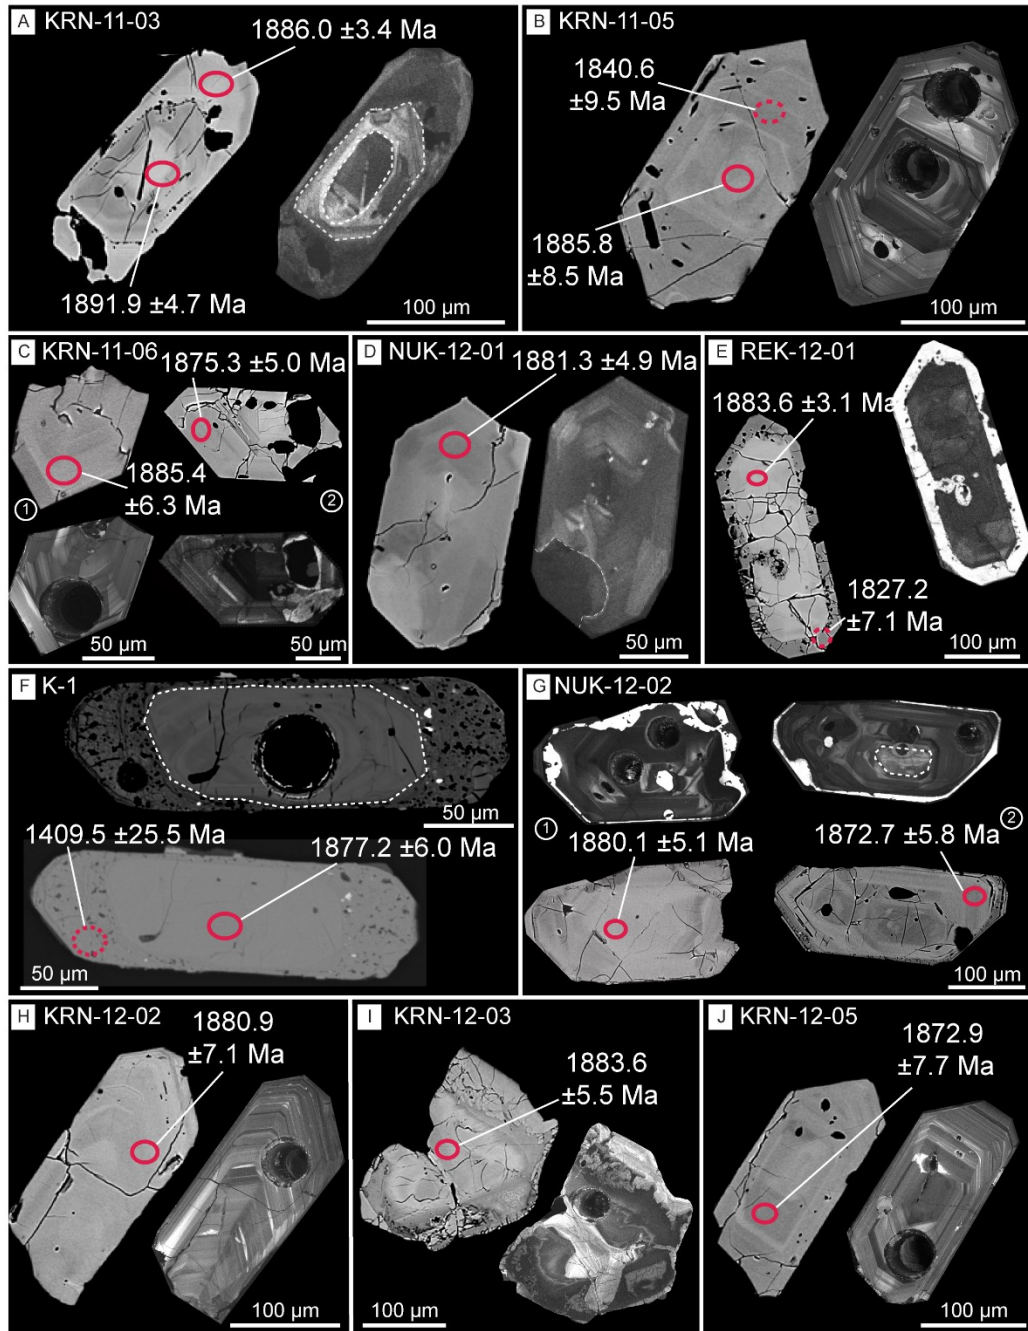 A KRN-11-03
1886.0 ±3.4 Ma
1891.9 ±4.7 Ma
100 µm
B KRN-11-05
1840.6
±9.5 Ma
1885.8
±8.5 Ma
100 µm
C KRN-11-06
1875.3 ±5.0 Ma
1885.4
±6.3 Ma
1
2
50 µm
50 µm
D NUK-12-01
1881.3 ±4.9 Ma
50 µm
E REK-12-01
1883.6 ±3.1 Ma
1827.2
±7.1 Ma
100 µm
F K-1
50 µm
1409.5 ±25.5 Ma
1877.2 ±6.0 Ma
50 µm
G NUK-12-02
1
2
1880.1 ±5.1 Ma
1872.7 ±5.8 Ma
100 µm
H KRN-12-02
1880.9
±7.1 Ma
100 µm
I KRN-12-03
1883.6
±5.5 Ma
100 µm
J KRN-12-05
1872.9
±7.7 Ma
100 µm